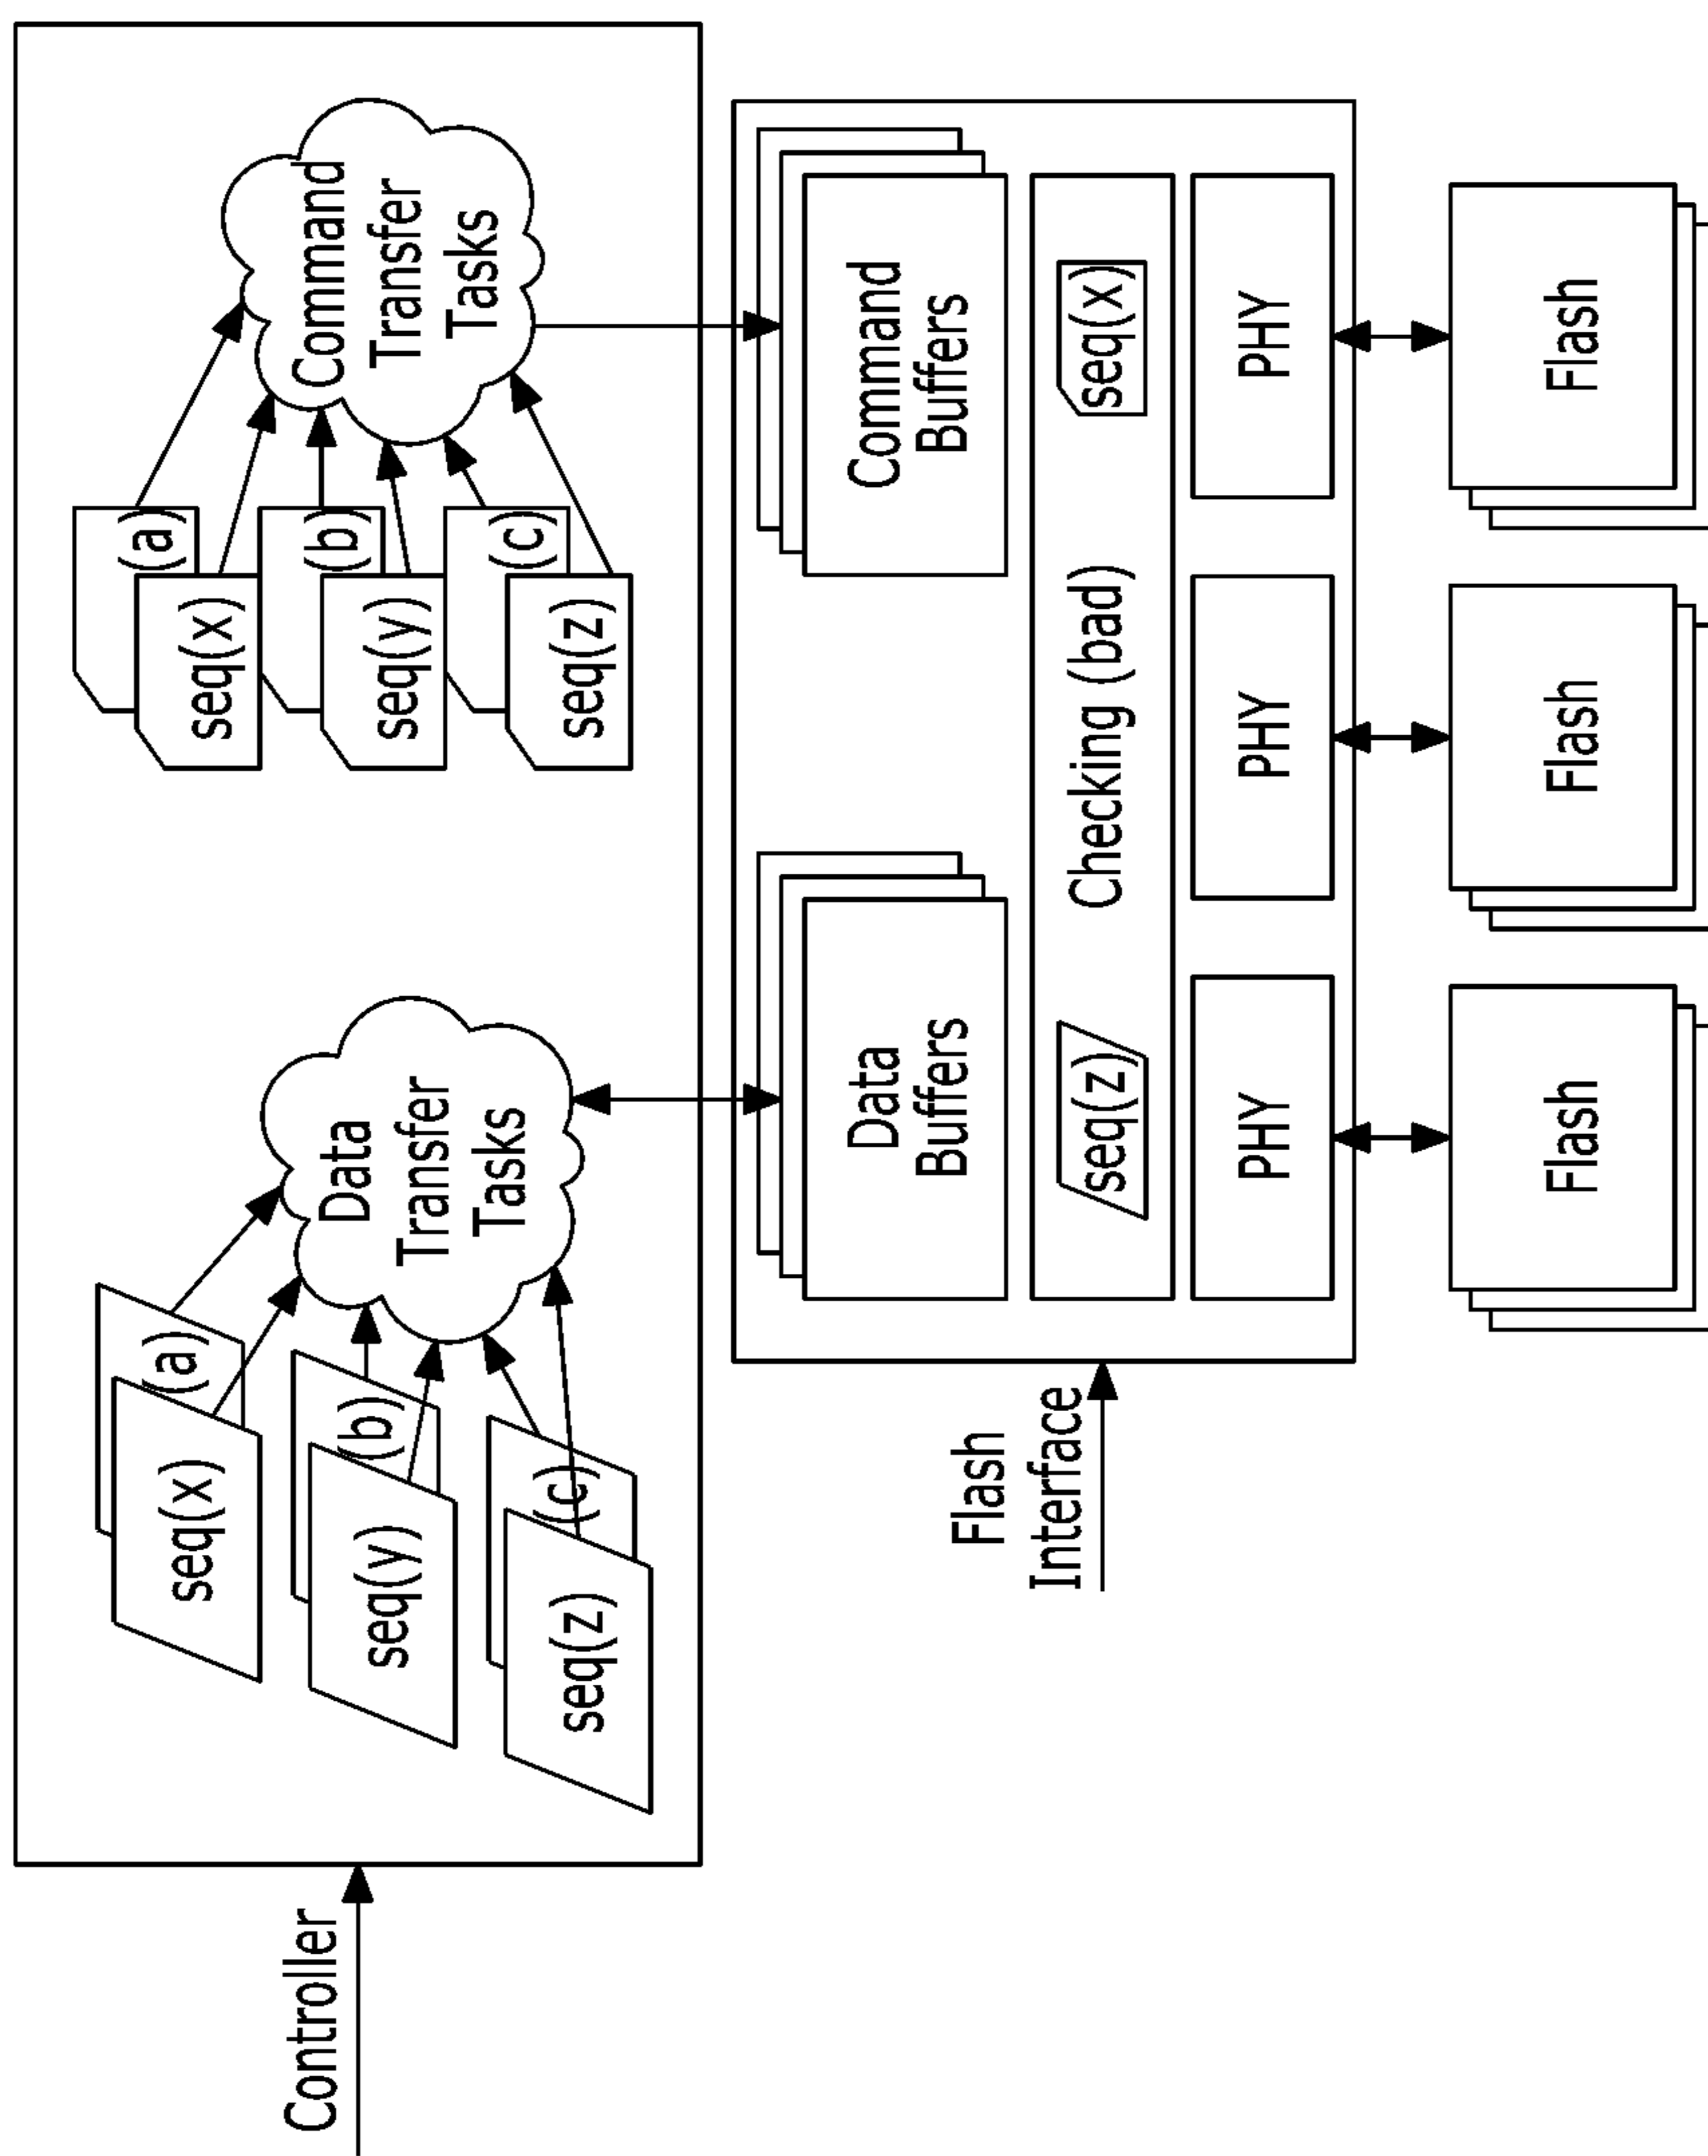 Controller
seq(x)
(a)
seq(y)
(b)
seq(z)
(c)
Data
Transfer
Tasks
seq(x)
(a)
seq(y)
(b)
seq(z)
(c)
Command
Transfer
Tasks
Flash
Interface
Data
Buffers
Command
Buffers
seq(z)
Checking (bad)
seq(x)
PHY
PHY
PHY
Flash
Flash
Flash